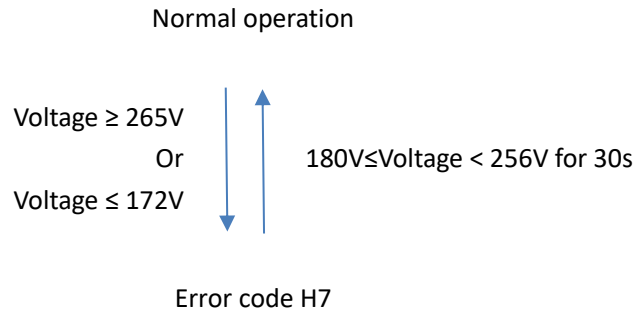 Normal operation
Voltage ≥ 265V
Or
Voltage ≤ 172V
180V≤Voltage < 256V for 30s
Error code H7